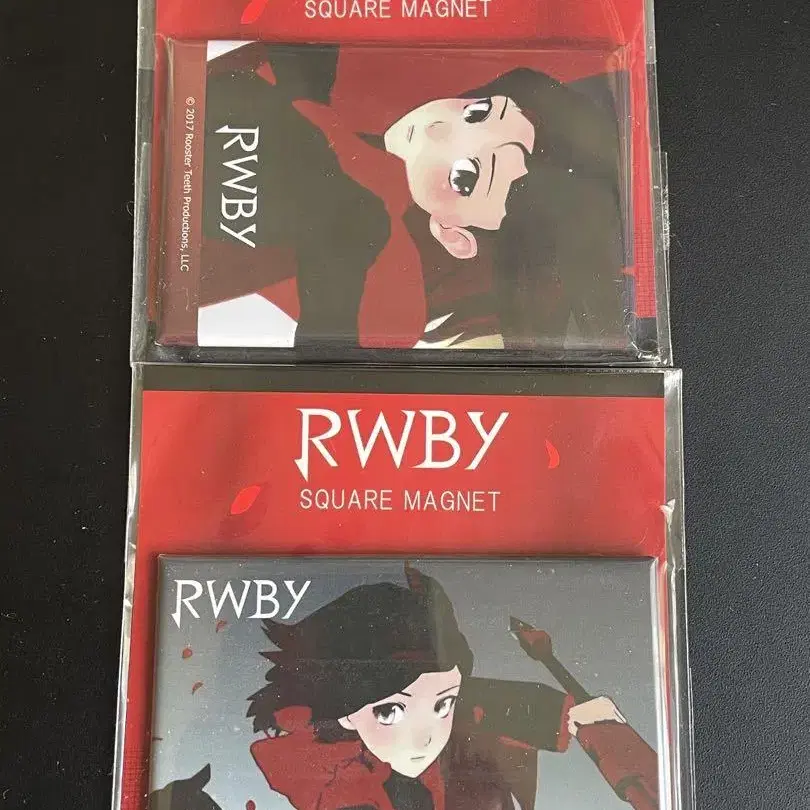 SQUARE MAGNET
© 2017 Rooster Teeth Productions, LLC
RWBY
RWBY
SQUARE MAGNET
RWBY